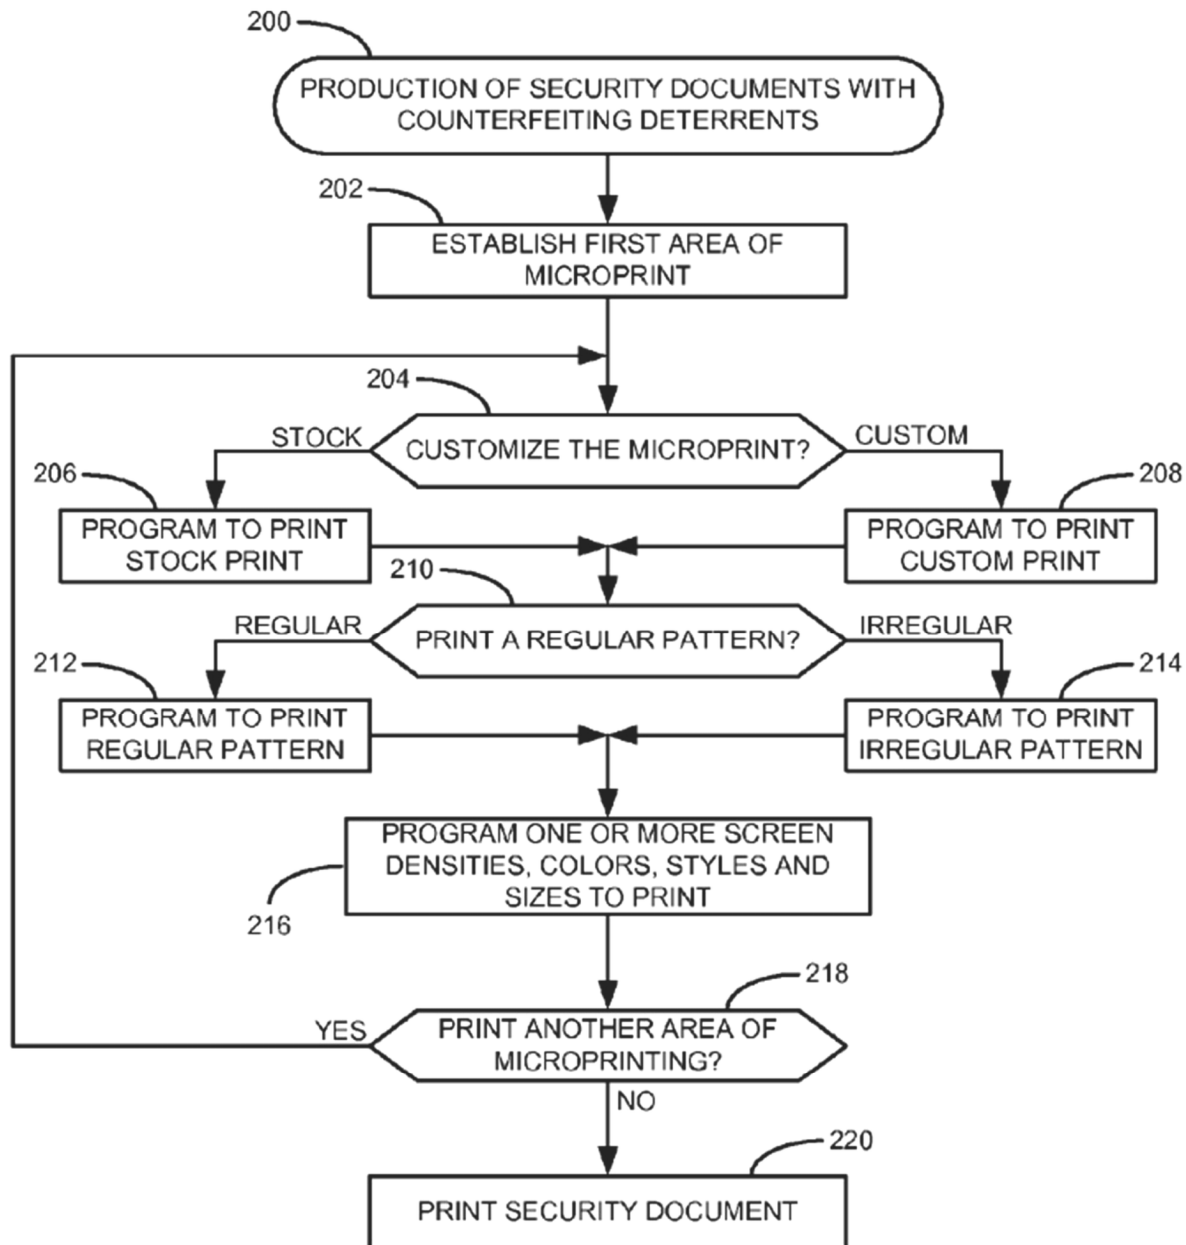 200
PRODUCTION OF SECURITY DOCUMENTS WITH
COUNTERFEITING DETERRENTS
202
ESTABLISH FIRST AREA OF
MICROPRINT
204
STOCK
CUSTOMIZE THE MICROPRINT?
CUSTOM
206
208
PROGRAM TO PRINT
STOCK PRINT
PROGRAM TO PRINT
CUSTOM PRINT
210
REGULAR
PRINT A REGULAR PATTERN?
IRREGULAR
212
214
PROGRAM TO PRINT
REGULAR PATTERN
PROGRAM TO PRINT
IRREGULAR PATTERN
PROGRAM ONE OR MORE SCREEN
DENSITIES, COLORS, STYLES AND
SIZES TO PRINT
216
218
YES
PRINT ANOTHER AREA OF
MICROPRINTING?
NO
220
PRINT SECURITY DOCUMENT